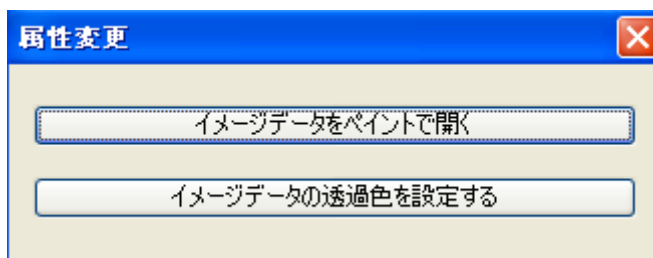 属性変更
イメージデータをペイントで開く
イメージデータの透過色を設定する